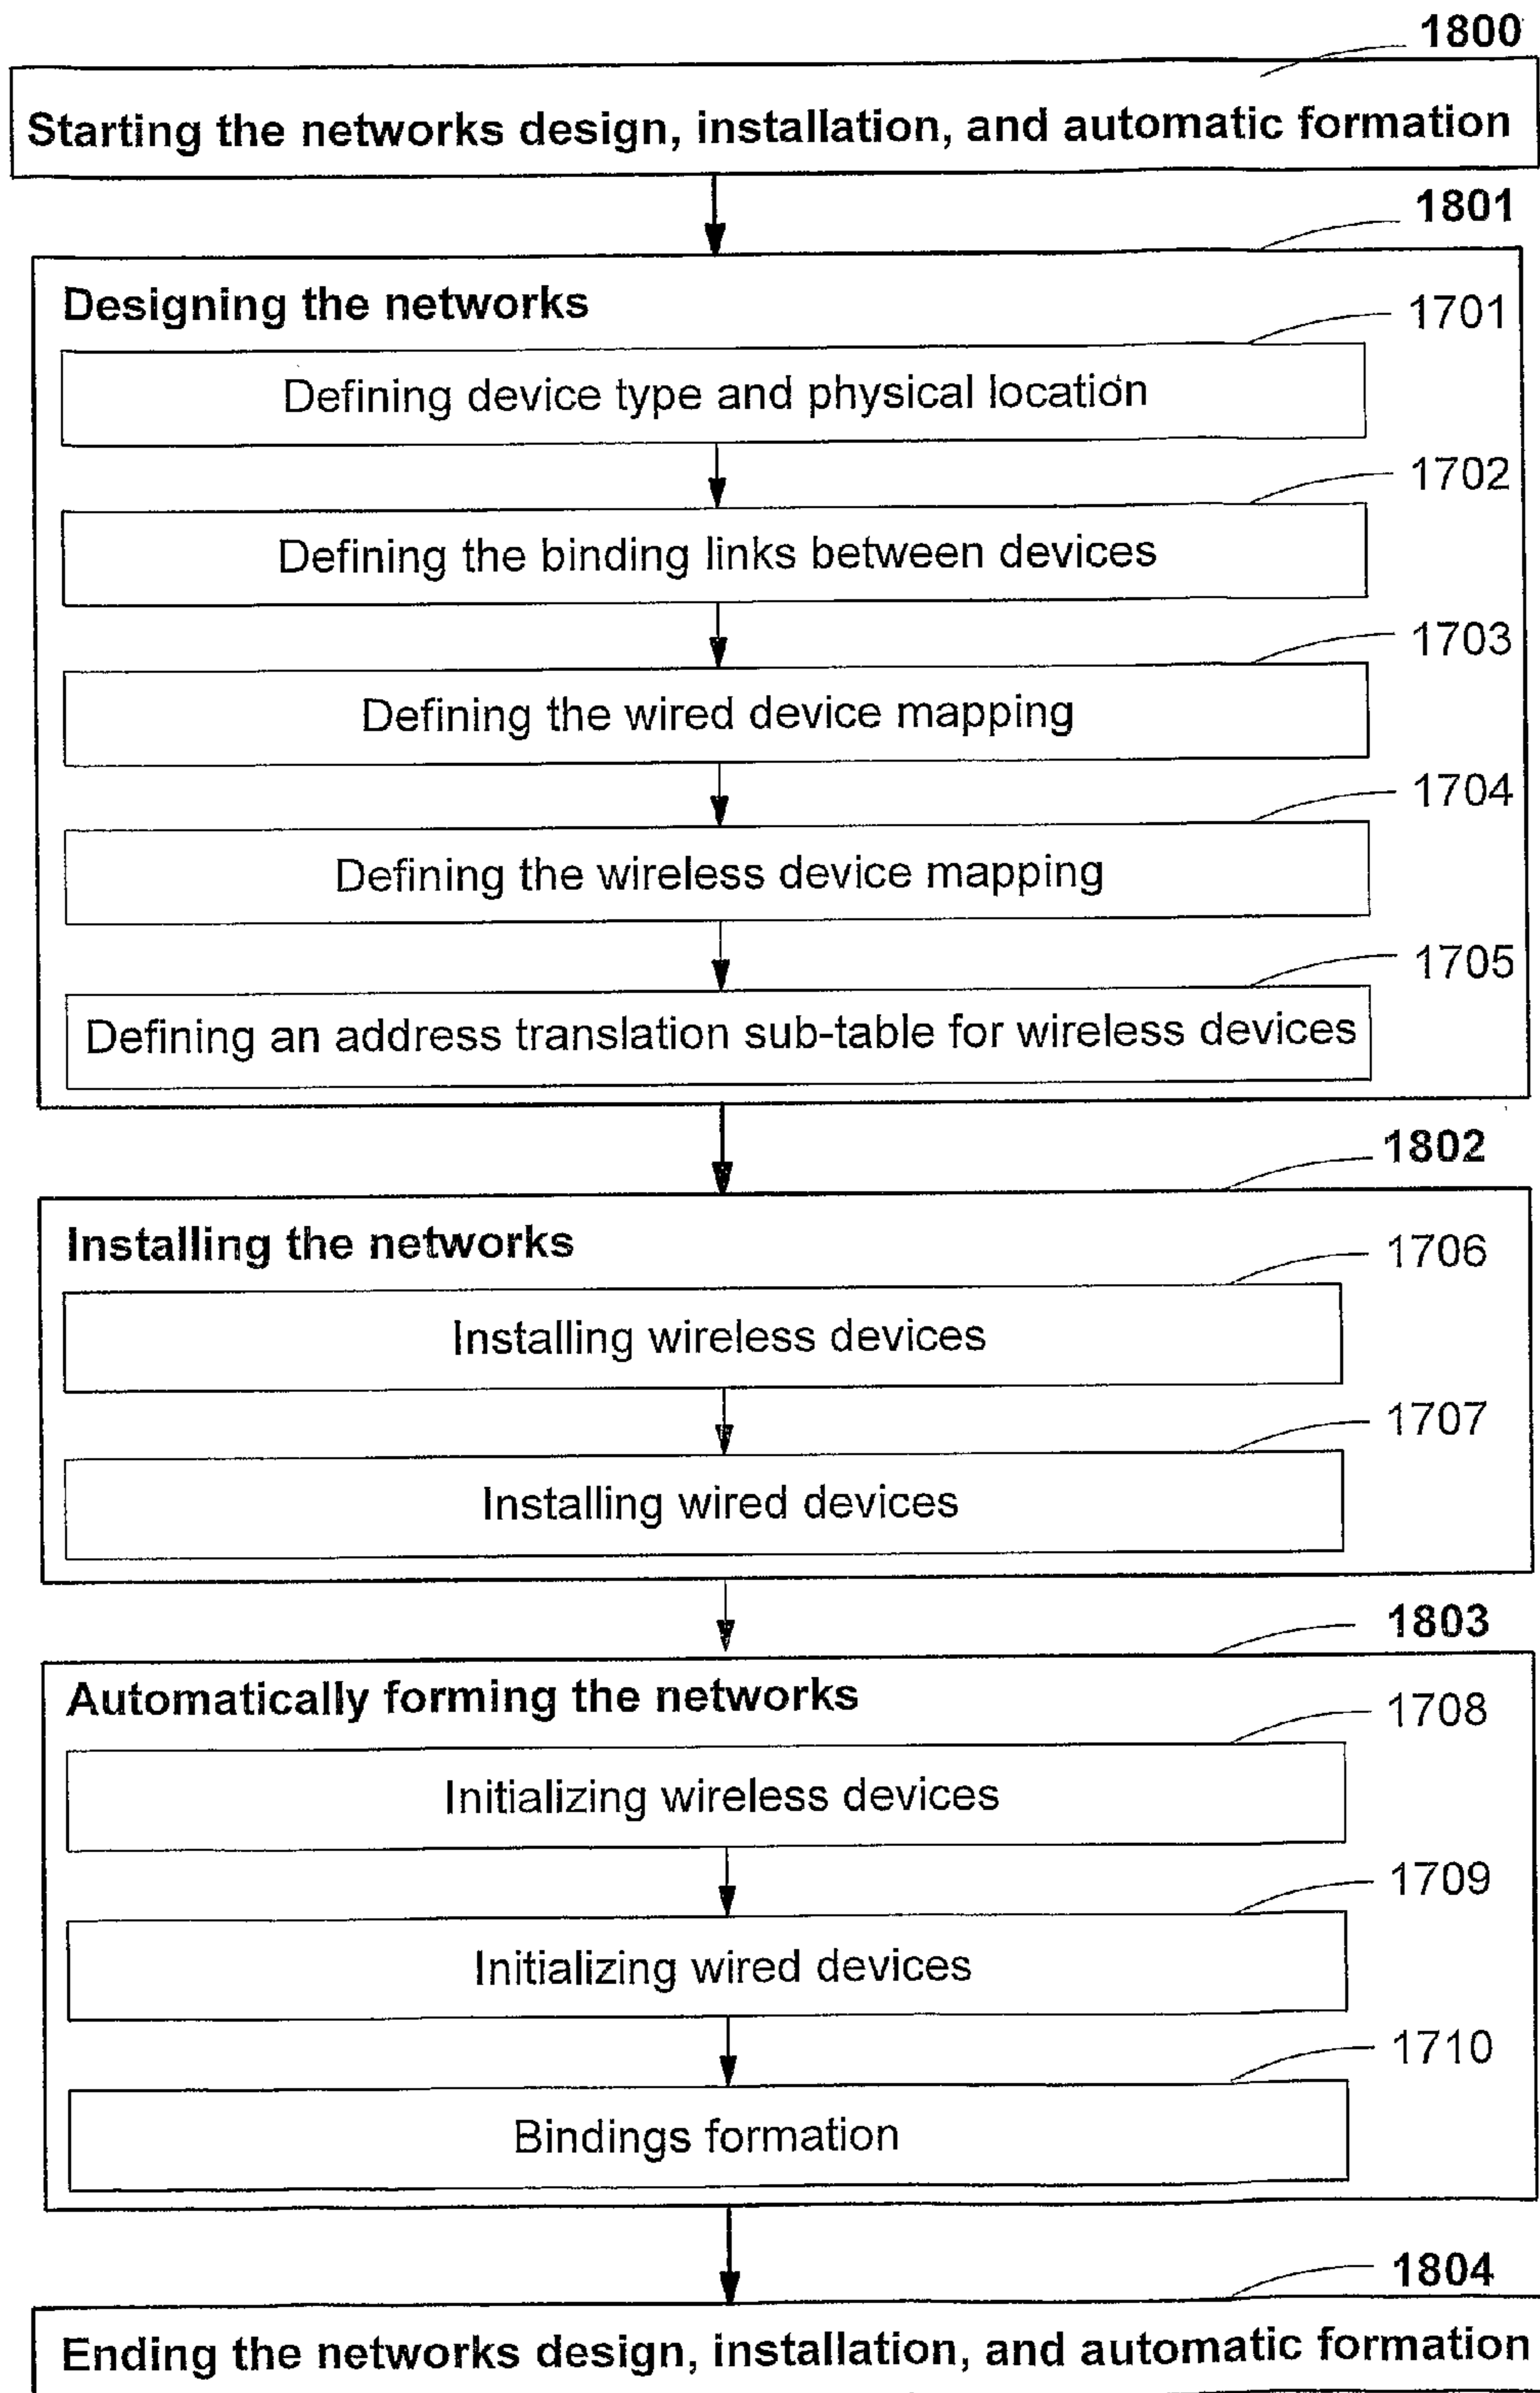 1800
Starting the networks design, installation, and automatic formation
1801
Designing the networks
1701
Defining device type and physical location
1702
Defining the binding links between devices
1703
Defining the wired device mapping
1704
Defining the wireless device mapping
1705
Defining an address translation sub-table for wireless devices
1802
Installing the networks
1706
Installing wireless devices
1707
Installing wired devices
1803
Automatically forming the networks
1708
Initializing wireless devices
1709
Initializing wired devices
1710
Bindings formation
1804
Ending the networks design, installation, and automatic formation